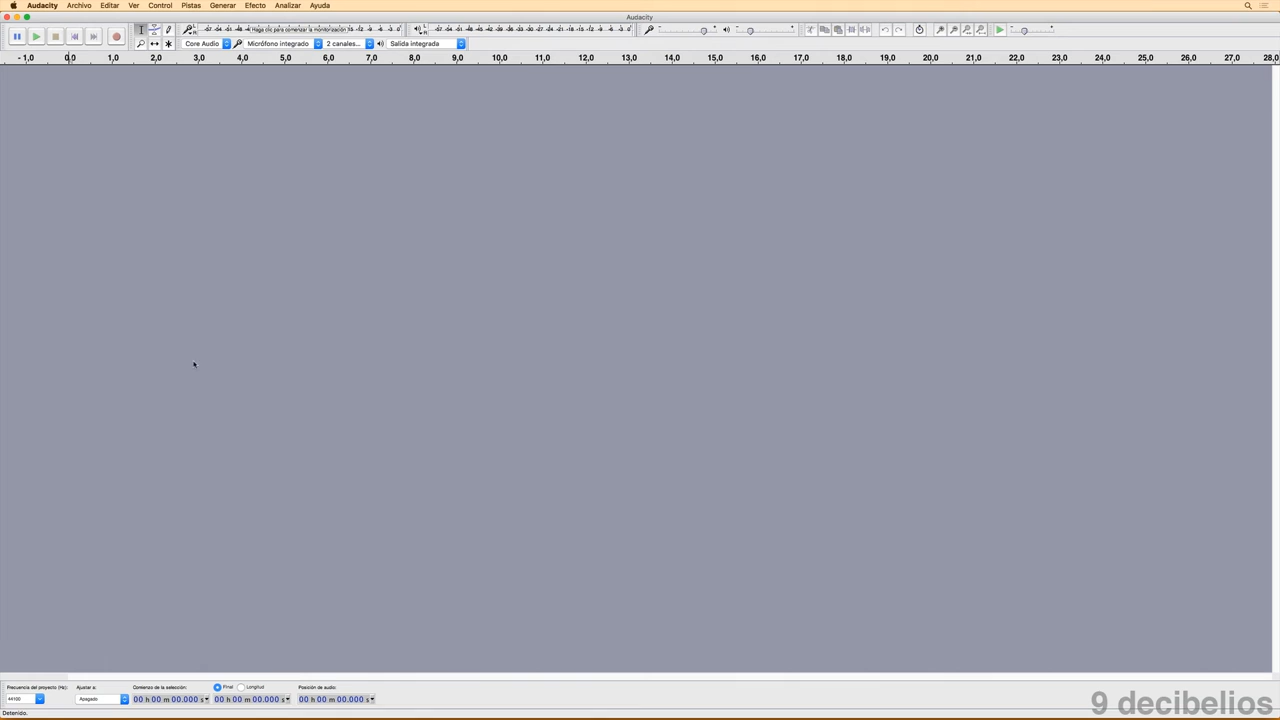 Audacity Archivo Editar Ver Control Pistas Generar Efecto Analizar Ayuda
Audacity
Haga clic para comenzar la monitorización
Core Audio Micrófono integrado 2 canales... Salida integrada
- 1,0 0,0 1,0 2,0 3,0 4,0 5,0 6,0 7,0 8,0 9,0 10,0 11,0 12,0 13,0 14,0 15,0 16,0 17,0 18,0 19,0 20,0 21,0 22,0 23,0 24,0 25,0 26,0 27,0 28,0
Frecuencia del proyecto (Hz): Ajustar a: Comienzo de la selección: Final Longitud Posición de audio:
44100 Apagado 00 h 00 m 00.000 s 00 h 00 m 00.000 s 00 h 00 m 00.000 s
Detenido.
9 decibelios